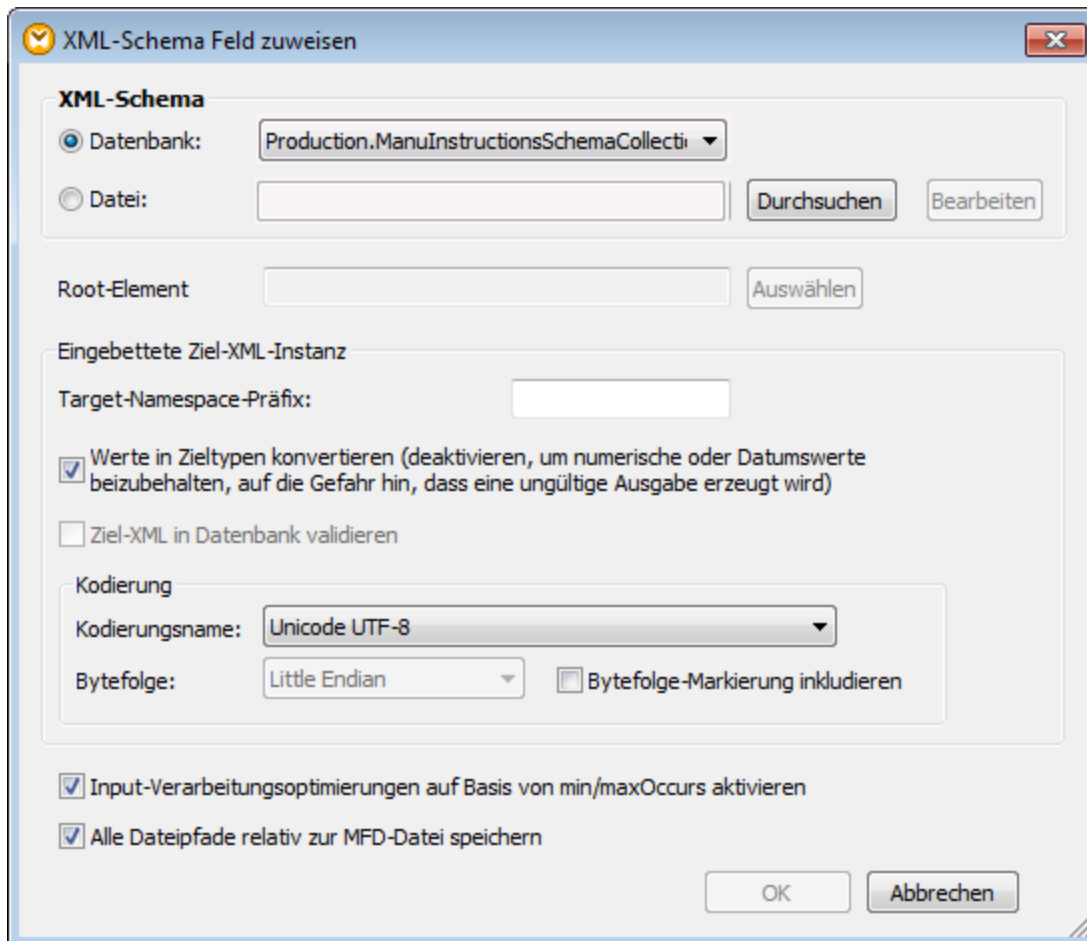 XML-Schema Feld zuweisen
XML-Schema
Datenbank: Production.ManuInstructionsSchemaCollecti
Datei: Durchsuchen Bearbeiten
Root-Element Auswählen
Eingebettete Ziel-XML-Instanz
Target-Namespace-Präfix:
Werte in Zieltypen konvertieren (deaktivieren, um numerische oder Datumswerte
beizubehalten, auf die Gefahr hin, dass eine ungültige Ausgabe erzeugt wird)
Ziel-XML in Datenbank validieren
Kodierung
Kodierungsname: Unicode UTF-8
Bytefolge: Little Endian Bytefolge-Markierung inkludieren
Input-Verarbeitungsoptimierungen auf Basis von min/maxOccurs aktivieren
Alle Dateipfade relativ zur MFD-Datei speichern
OK Abbrechen